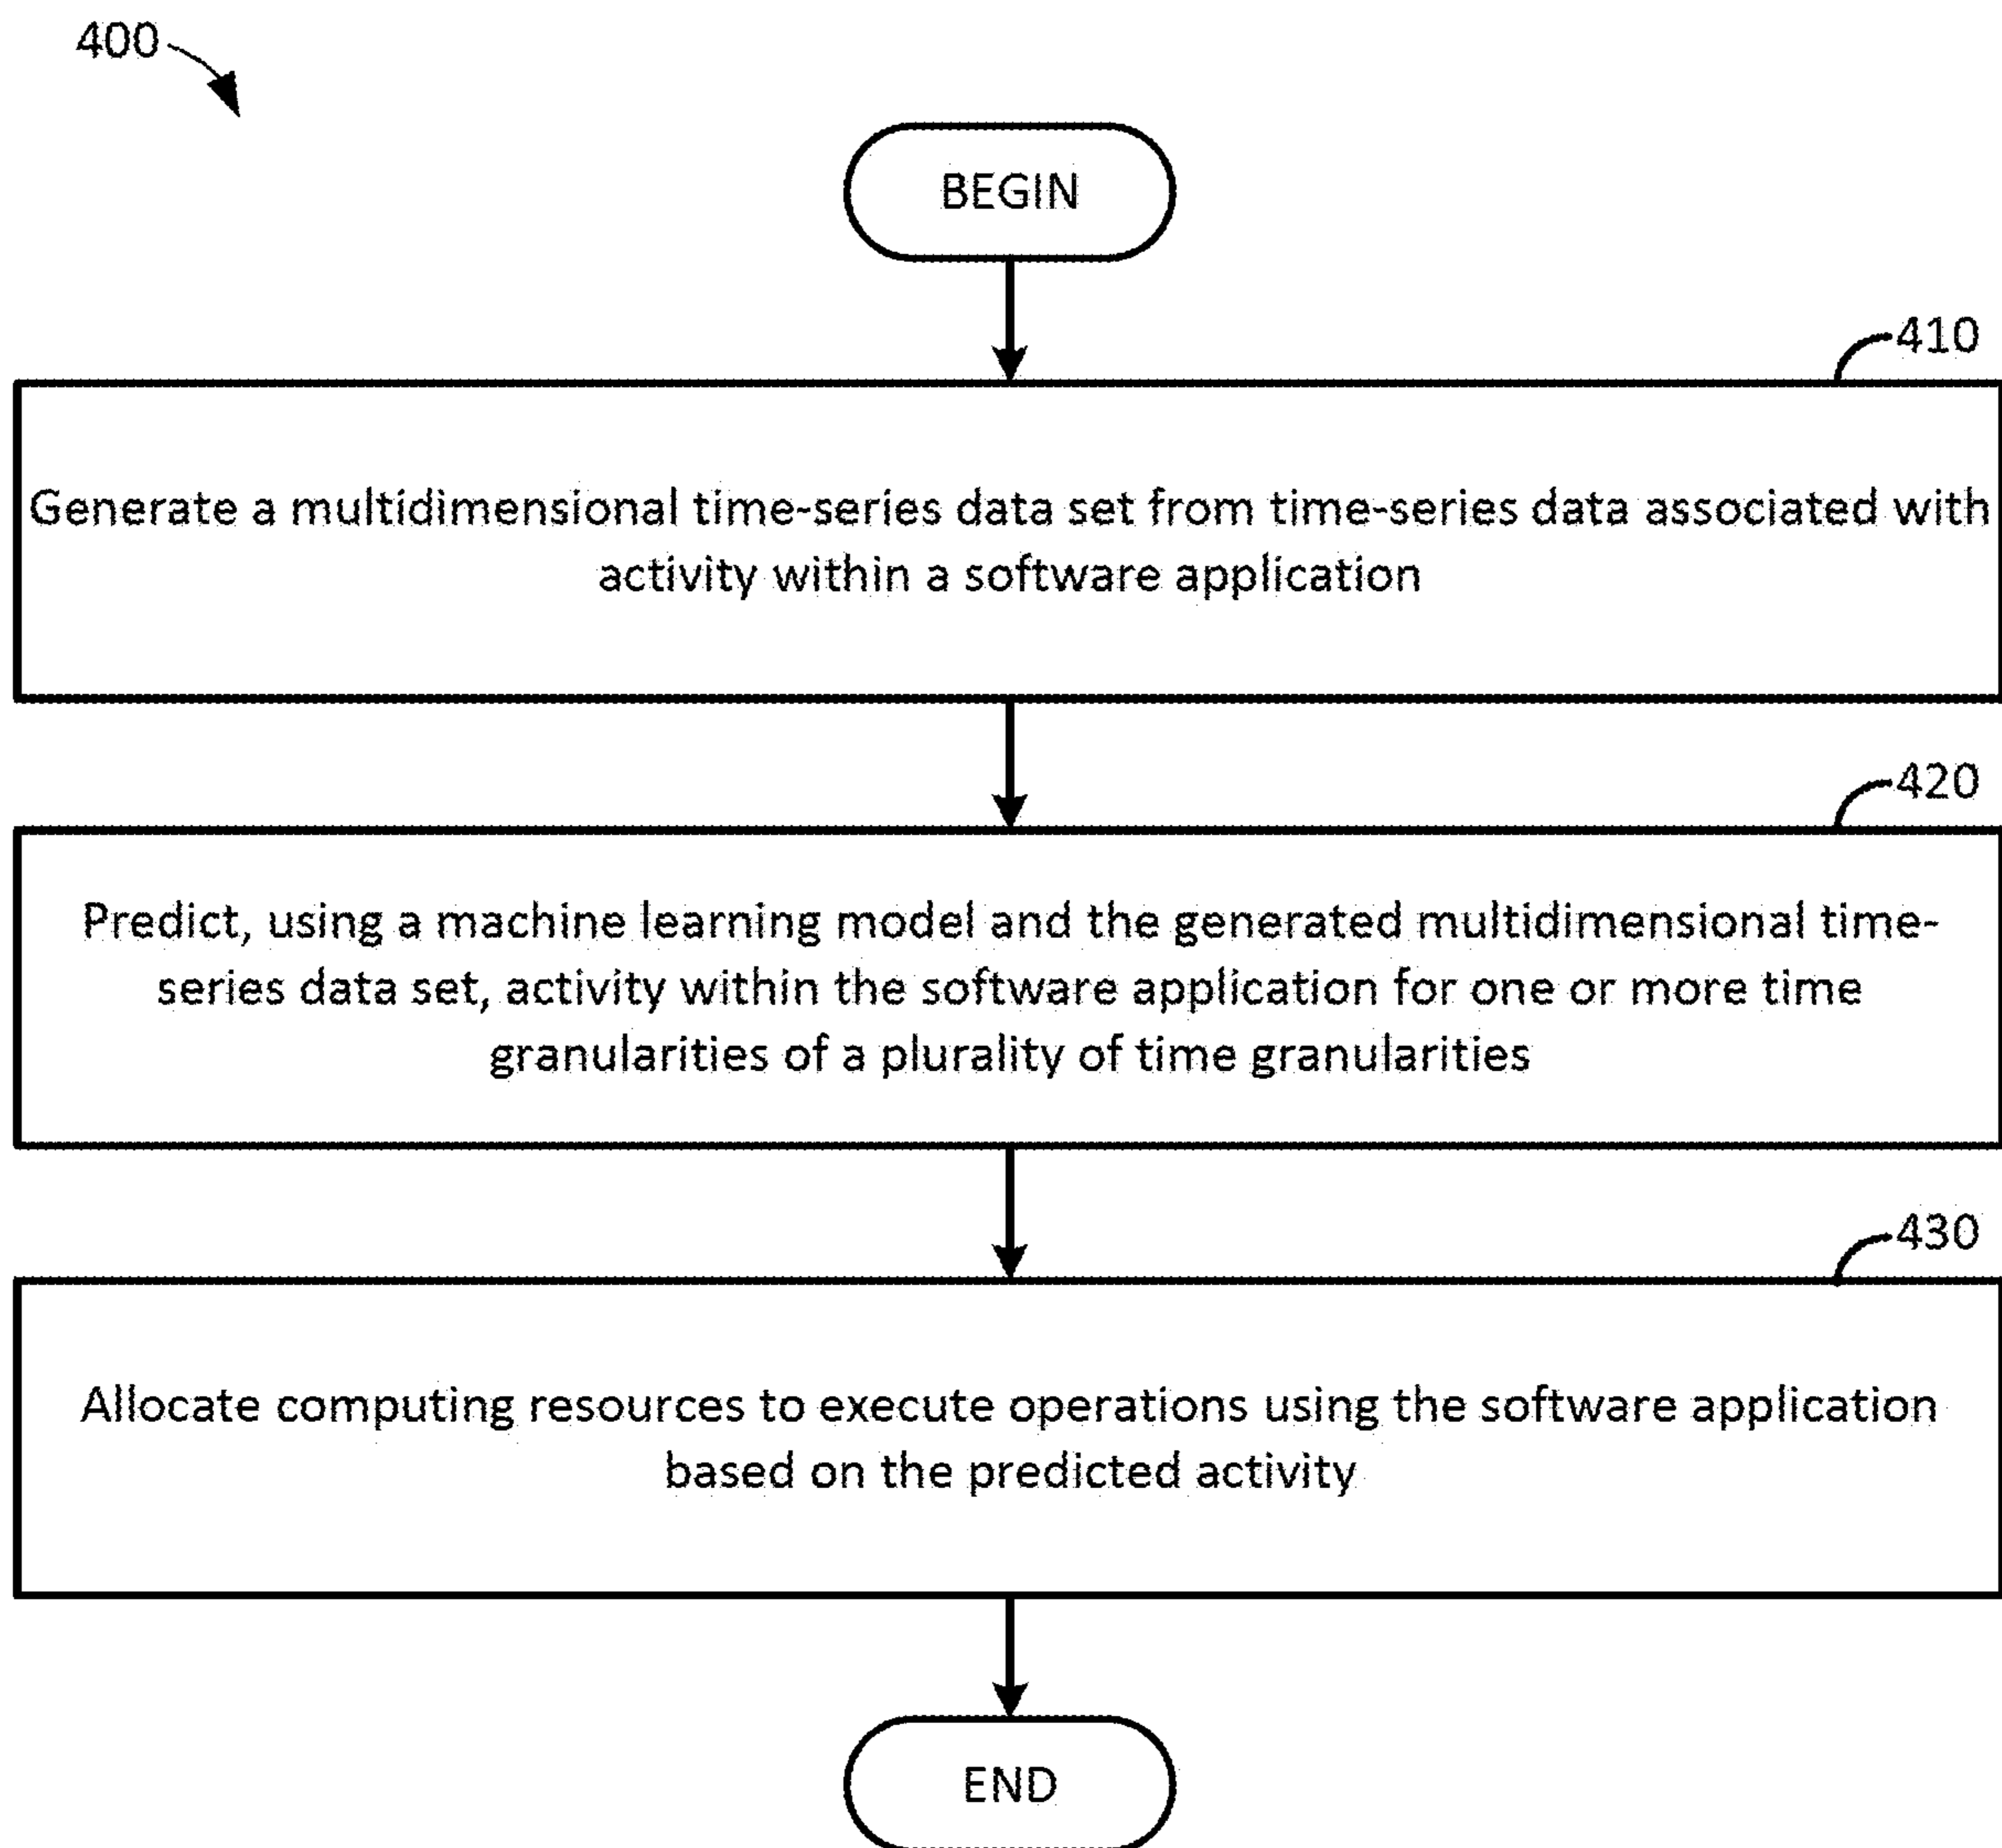 400
BEGIN
410
Generate a multidimensional time-series data set from time-series data associated with
activity within a software application
420
Predict, using a machine learning model and the generated multidimensional time-
series data set, activity within the software application for one or more time
granularities of a plurality of time granularities
430
Allocate computing resources to execute operations using the software application
based on the predicted activity
END